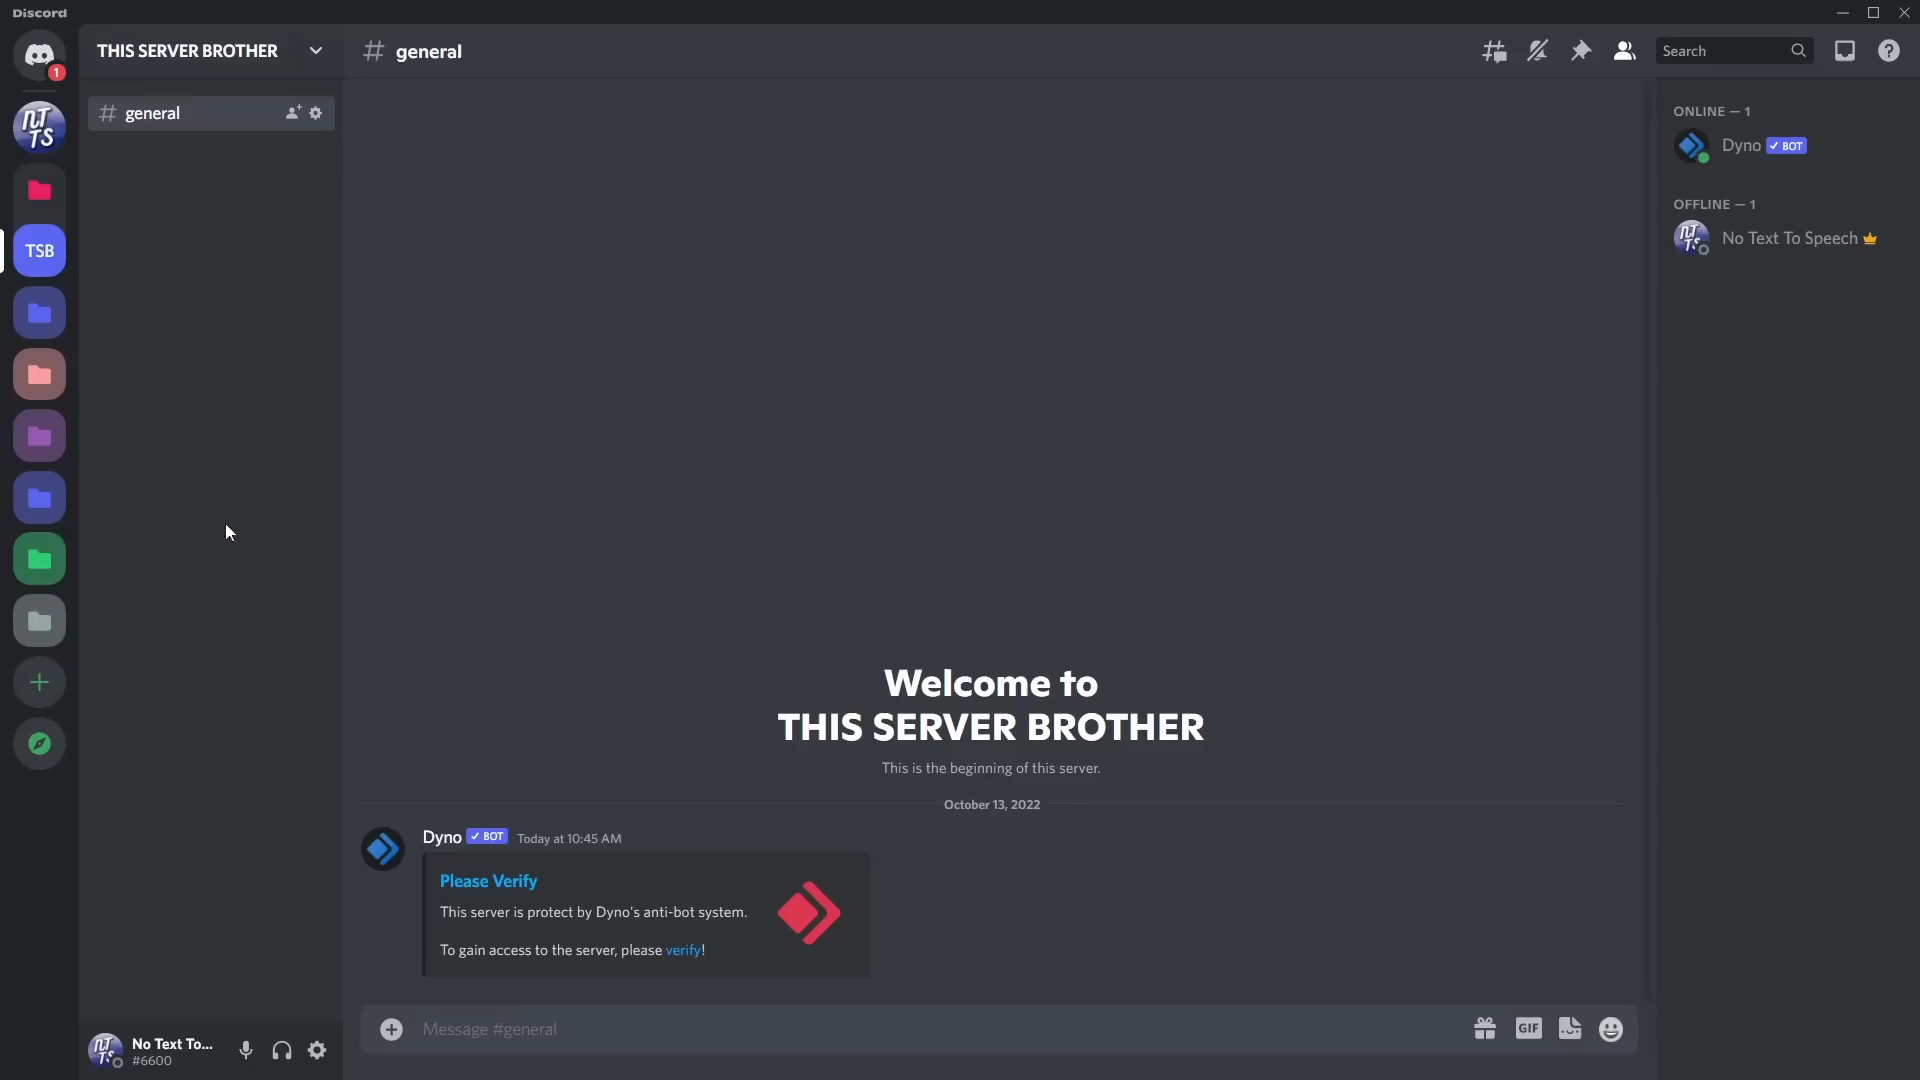 Discord
THIS SERVER BROTHER
# general
Search
1
# general
TSB
ONLINE — 1
Dyno ✓ BOT
OFFLINE — 1
No Text To Speech
Welcome to
THIS SERVER BROTHER
This is the beginning of this server.
October 13, 2022
Dyno ✓ BOT Today at 10:45 AM
Please Verify
This server is protect by Dyno's anti-bot system.
To gain access to the server, please verify!
Message #general
GIF
No Text To...
#6600
nT
TS